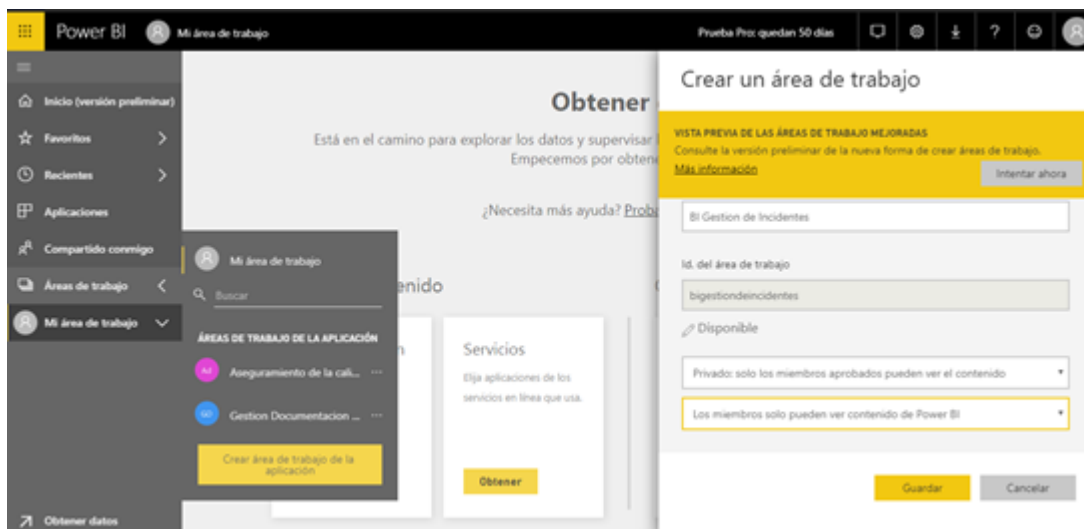 Power BI
Mi área de trabajo
Prueba Pro: quedan 50 días
Inicio (versión preliminar)
Favoritos
Recientes
Aplicaciones
Compartido conmigo
Áreas de trabajo
Mi área de trabajo
Obtener datos
Mi área de trabajo
Buscar
ÁREAS DE TRABAJO DE LA APLICACIÓN
Aseguramiento de la cali... ...
GD
Gestion Documentacion ... ...
Crear área de trabajo de la
aplicación
Obtener
Está en el camino para explorar los datos y supervisar
Empecemos por obtene
¿Necesita más ayuda? Proba
enido
Servicios
Elija aplicaciones de los
servicios en línea que usa.
Obtener
Crear un área de trabajo
VISTA PREVIA DE LAS ÁREAS DE TRABAJO MEJORADAS
Consulte la versión preliminar de la nueva forma de crear áreas de trabajo.
Más información
Intentar ahora
BI Gestion de Incidentes
Id. del área de trabajo
bigestiondeincidentes
Disponible
Privado: solo los miembros aprobados pueden ver el contenido
Los miembros solo pueden ver contenido de Power BI
Guardar
Cancelar